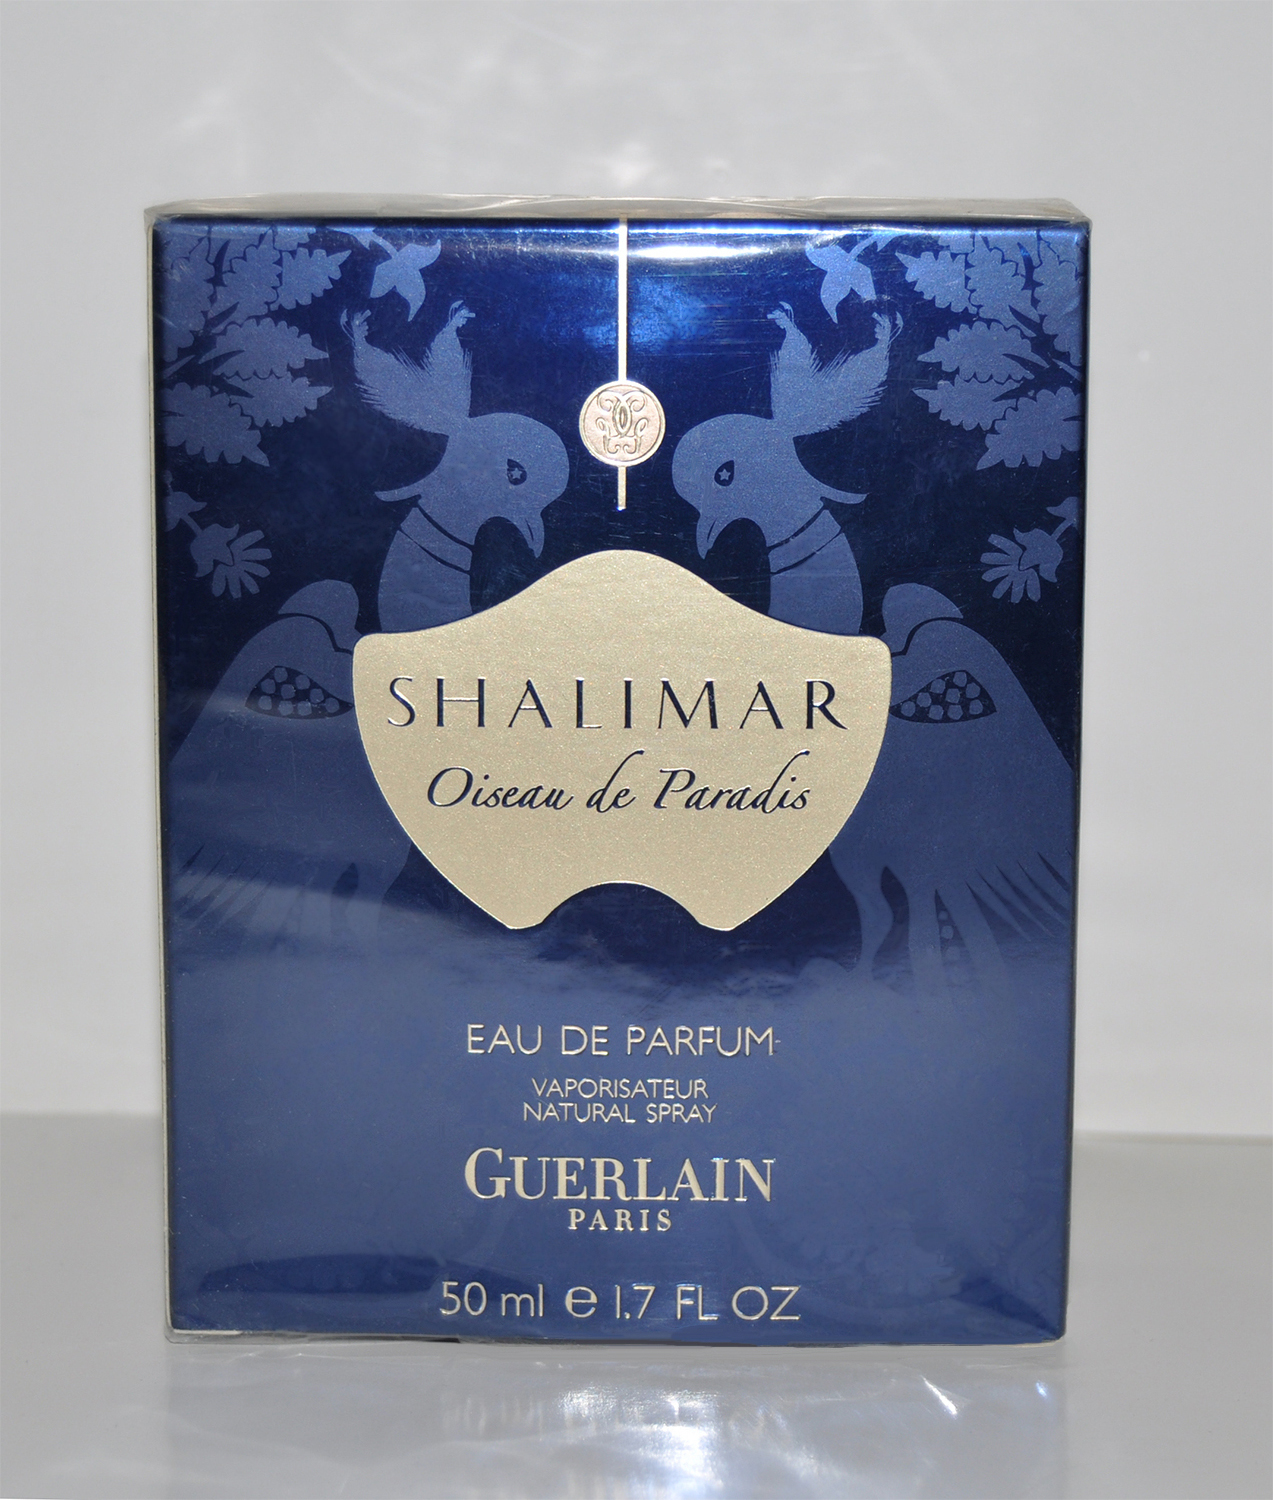 SHALIMAR
Oiseau de Paradis
EAU DE PARFUM
VAPORISATEUR
NATURAL SPRAY
GUERLAIN
PARIS
50 ml ℮ 1.7 FL OZ